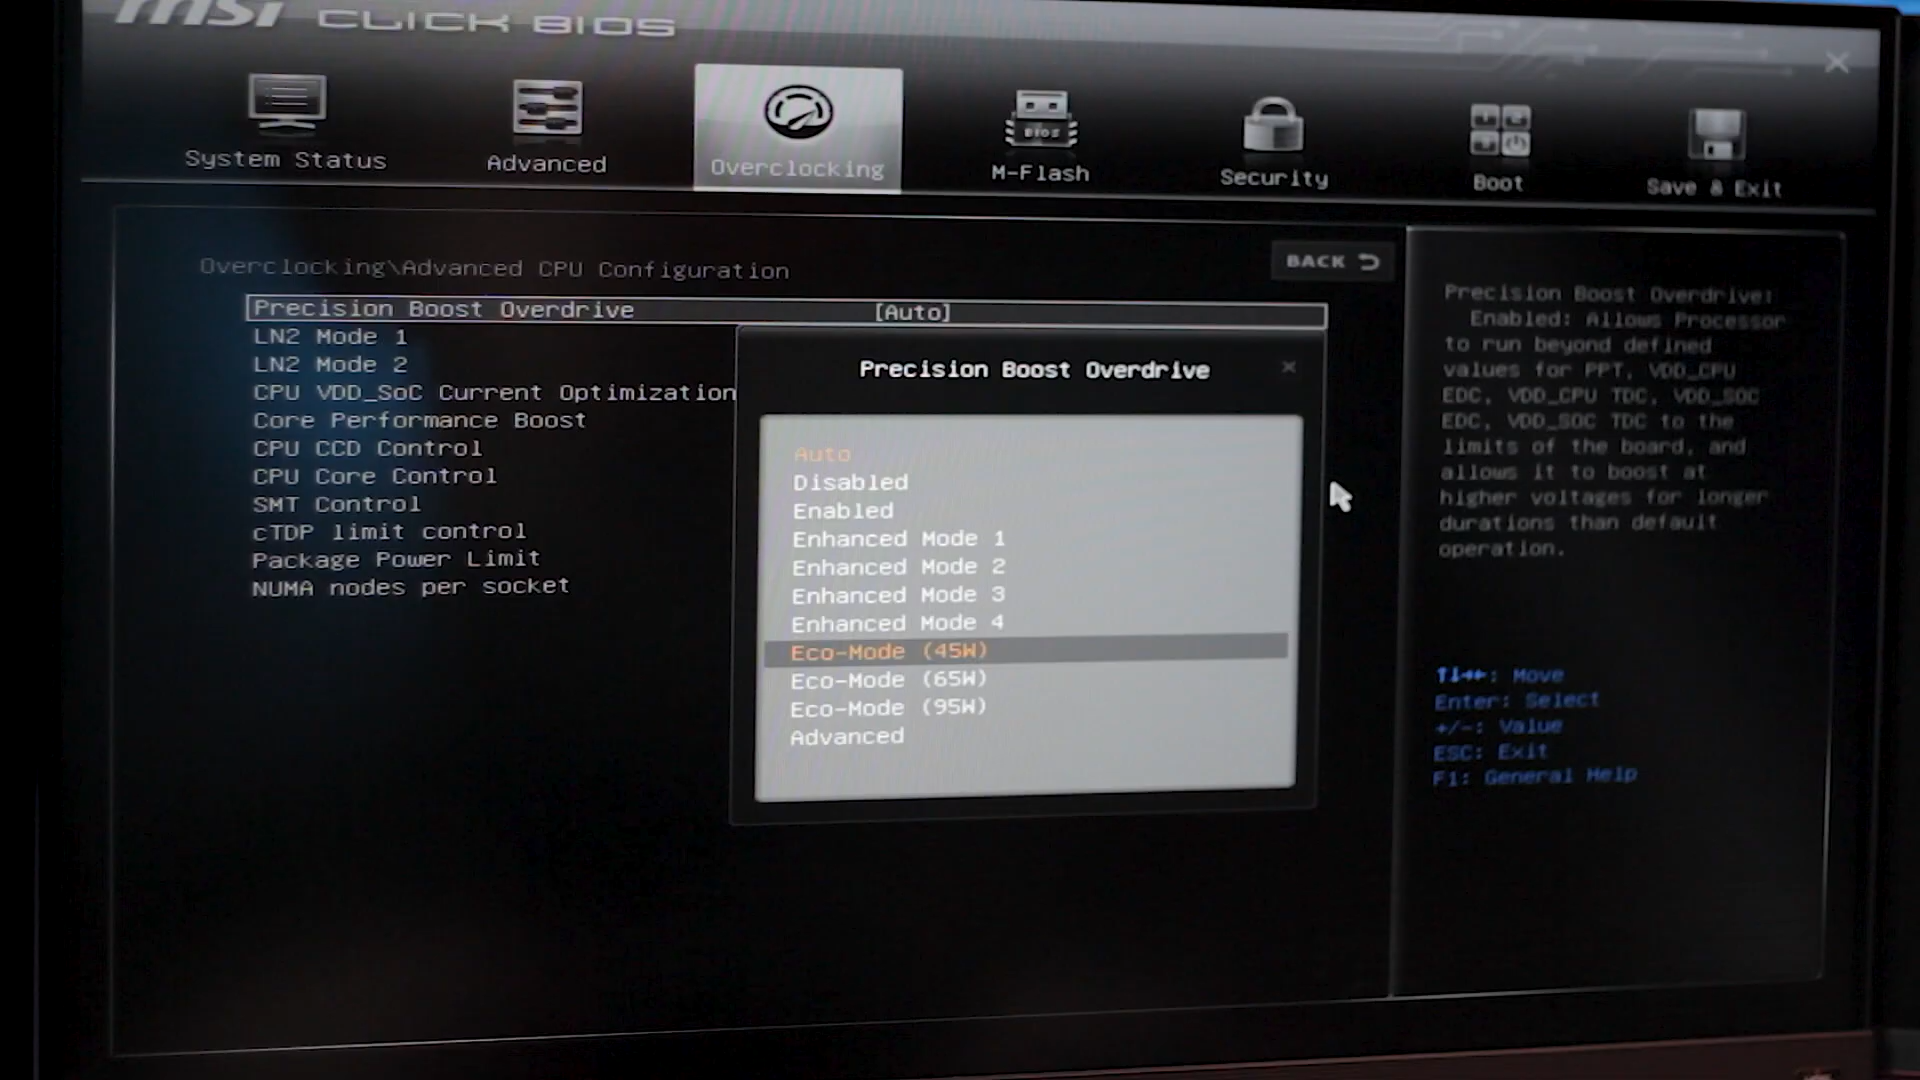 msi CLICK BIOS
System Status
Advanced
Overclocking
BIOS
M-Flash
Security
Boot
Save & Exit
Overclocking\Advanced CPU Configuration
BACK
Precision Boost Overdrive [Auto]
LN2 Mode 1
LN2 Mode 2
CPU VDD_SoC Current Optimization
Core Performance Boost
CPU CCD Control
CPU Core Control
SMT Control
cTDP limit control
Package Power Limit
NUMA nodes per socket
Precision Boost Overdrive
Auto
Disabled
Enabled
Enhanced Mode 1
Enhanced Mode 2
Enhanced Mode 3
Enhanced Mode 4
Eco-Mode (45W)
Eco-Mode (65W)
Eco-Mode (95W)
Advanced
Precision Boost Overdrive:
Enabled: Allows Processor
to run beyond defined
values for PPT, VDD_CPU
EDC, VDD_CPU TDC, VDD_SOC
EDC, VDD_SOC TDC to the
limits of the board, and
allows it to boost at
higher voltages for longer
durations than default
operation.
↑↓→←: Move
Enter: Select
+/-: Value
ESC: Exit
F1: General Help